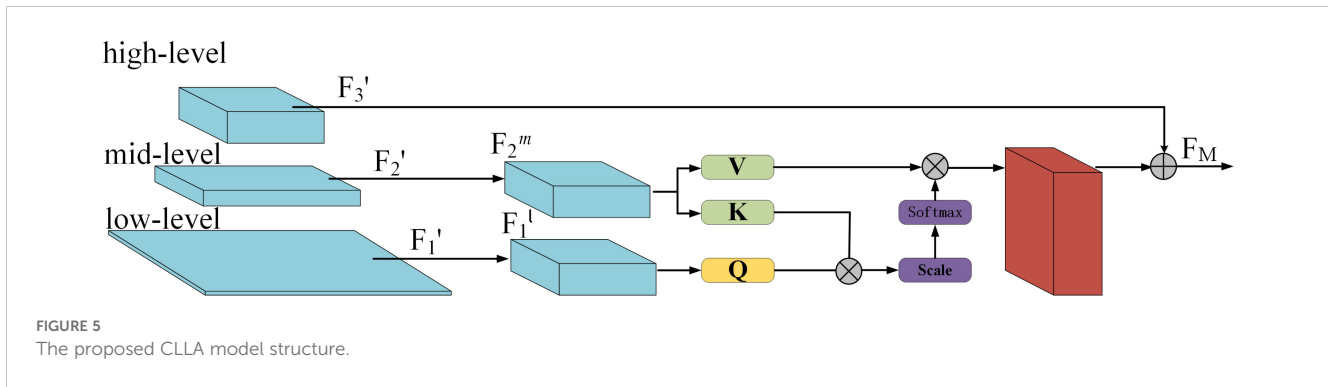 high-level
F₃'
mid-level
F₂'
F₂ᵐ
V
F_M
K
Softmax
low-level
F₁'
F₁ˡ
Q
Scale
FIGURE 5
The proposed CLLA model structure.